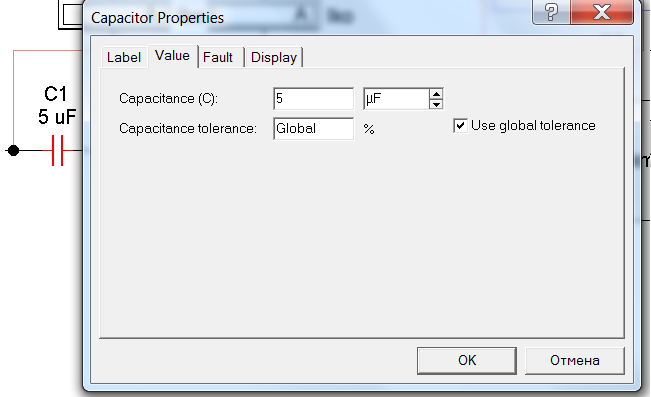 Capacitor Properties
?
X
Label Value Fault Display
C1
5 uF
Capacitance (C): 5 µF
Capacitance tolerance: Global % Use global tolerance
OK Отмена